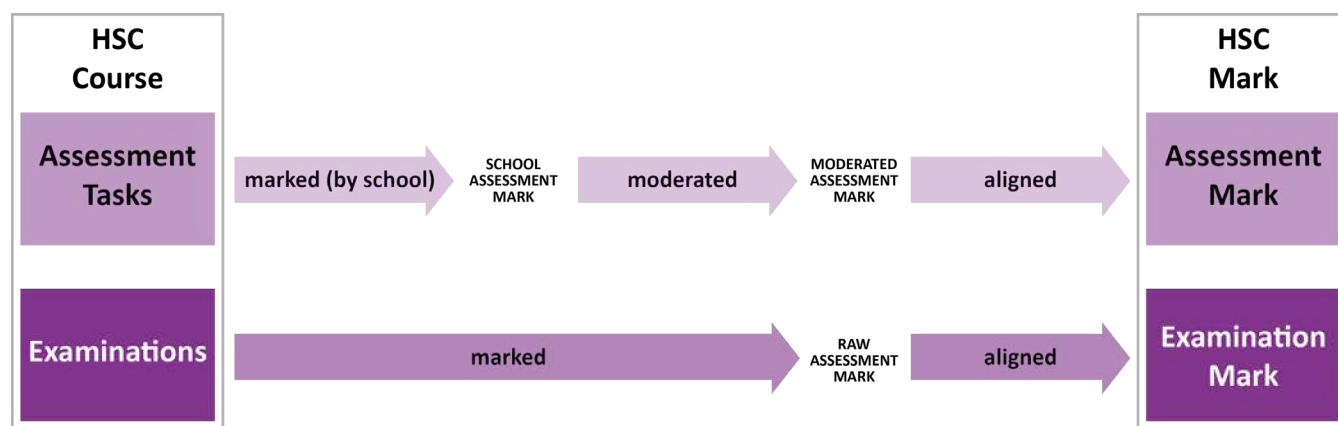 HSC
Course
HSC
Mark
Assessment
Tasks
marked (by school)
SCHOOL
ASSESSMENT
MARK
moderated
MODERATED
ASSESSMENT
MARK
aligned
Assessment
Mark
Examinations
marked
RAW
ASSESSMENT
MARK
aligned
Examination
Mark